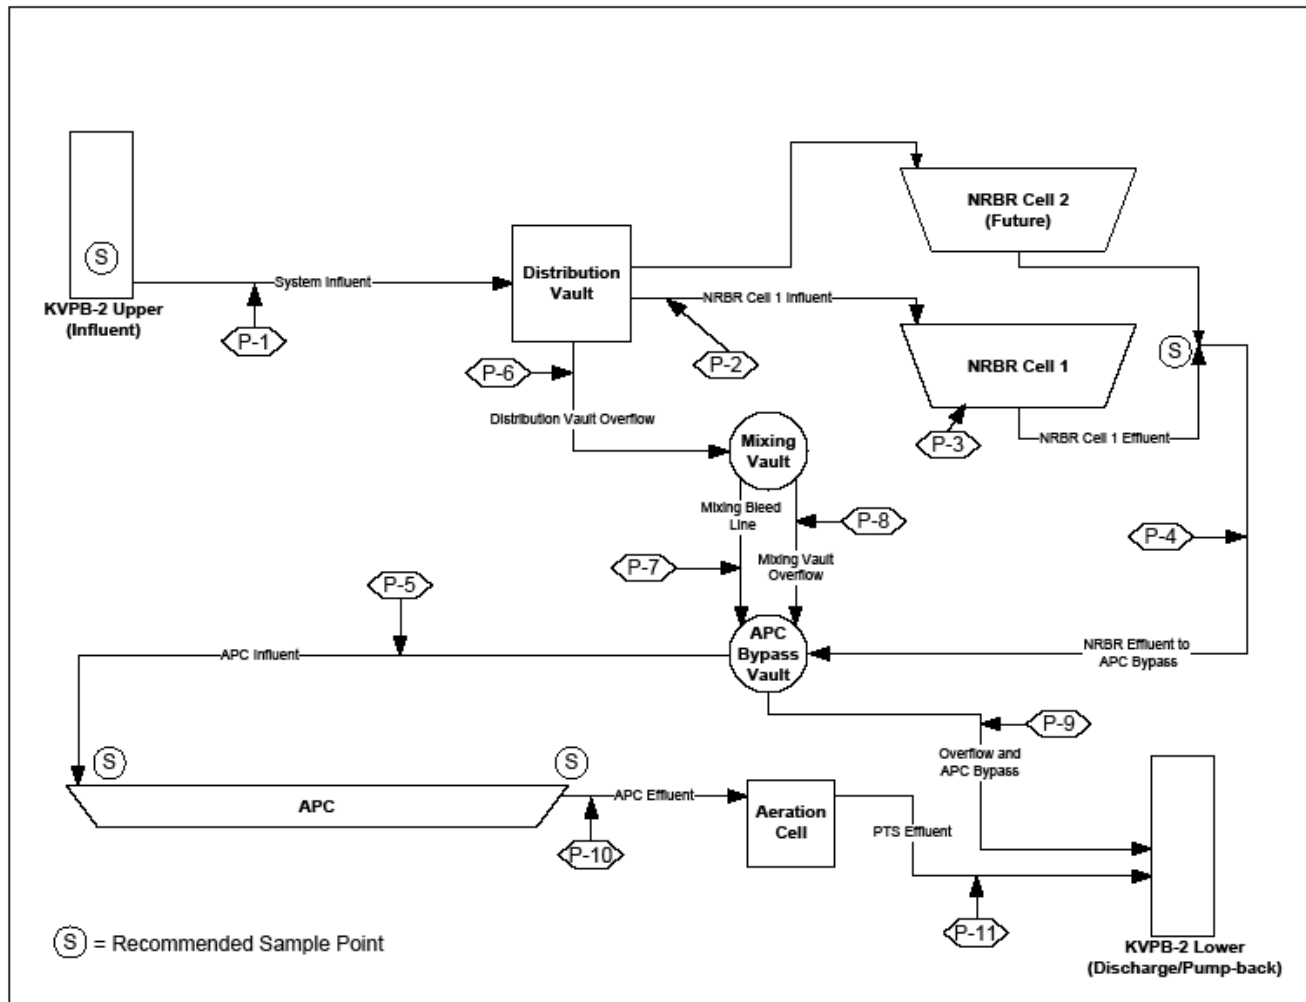 NRBR Cell 2
(Future)
S
KVPB-2 Upper
(Influent)
System Influent
P-1
Distribution
Vault
NRBR Cell 1 Influent
P-2
NRBR Cell 1
S
P-6
P-3
NRBR Cell 1 Effluent
Distribution Vault Overflow
Mixing
Vault
Mixing Bleed
Line
P-8
P-4
P-7
Mixing Vault
Overflow
P-5
APC Influent
APC
Bypass
Vault
NRBR Effluent to
APC Bypass
P-9
Overflow and
APC Bypass
S
S
APC
APC Effluent
P-10
Aeration
Cell
PTS Effluent
P-11
KVPB-2 Lower
(Discharge/Pump-back)
S = Recommended Sample Point